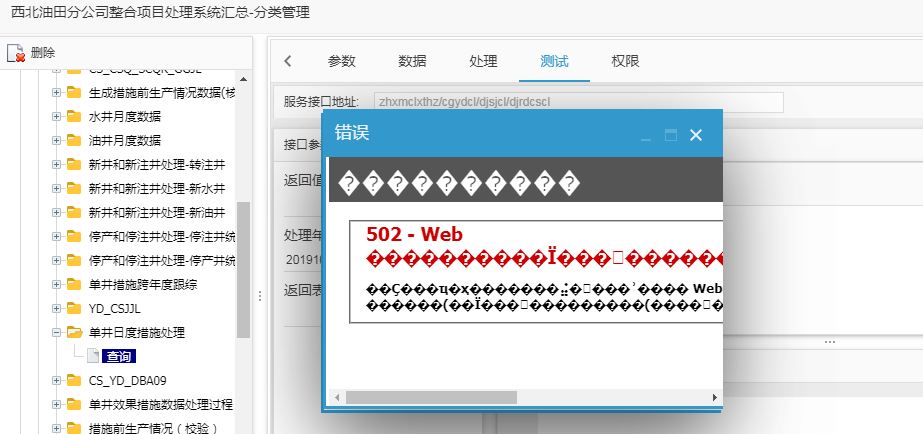 西北油田分公司整合项目处理系统汇总-分类管理
删除
生成措施前生产情况数据(核
水井月度数据
油井月度数据
新井和新注井处理-转注井
新井和新注井处理-新水井
新井和新注井处理-新油井
停产和停注井处理-停注井统
停产和停注井处理-停产井统
单井措施跨年度跟综
YD_CSJJL
单井日度措施处理
查询
CS_YD_DBA09
单井效果措施数据处理过程
措施前生产情况（校验）
参数 数据 处理 测试 权限
服务接口地址: zhxmclxthz/cgydcl/djsjcl/djrdcscl
接口参
返回值
处理年
20191
返回表
错误
502 - Web
Web